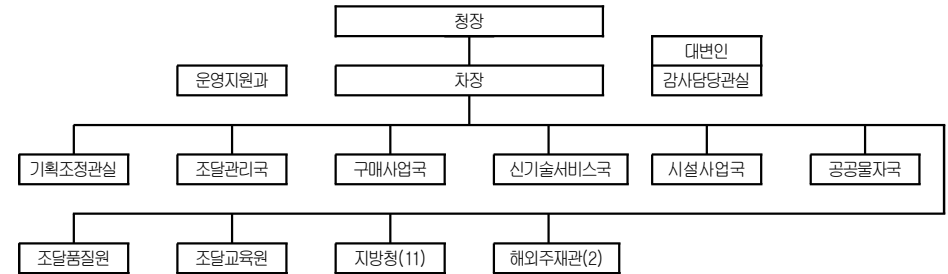 청장
대변인
운영지원과
차장
감사담당관실
기획조정관실
조달관리국
구매사업국
신기술서비스국
시설사업국
공공물자국
조달품질원
조달교육원
지방청(11)
해외주재관(2)